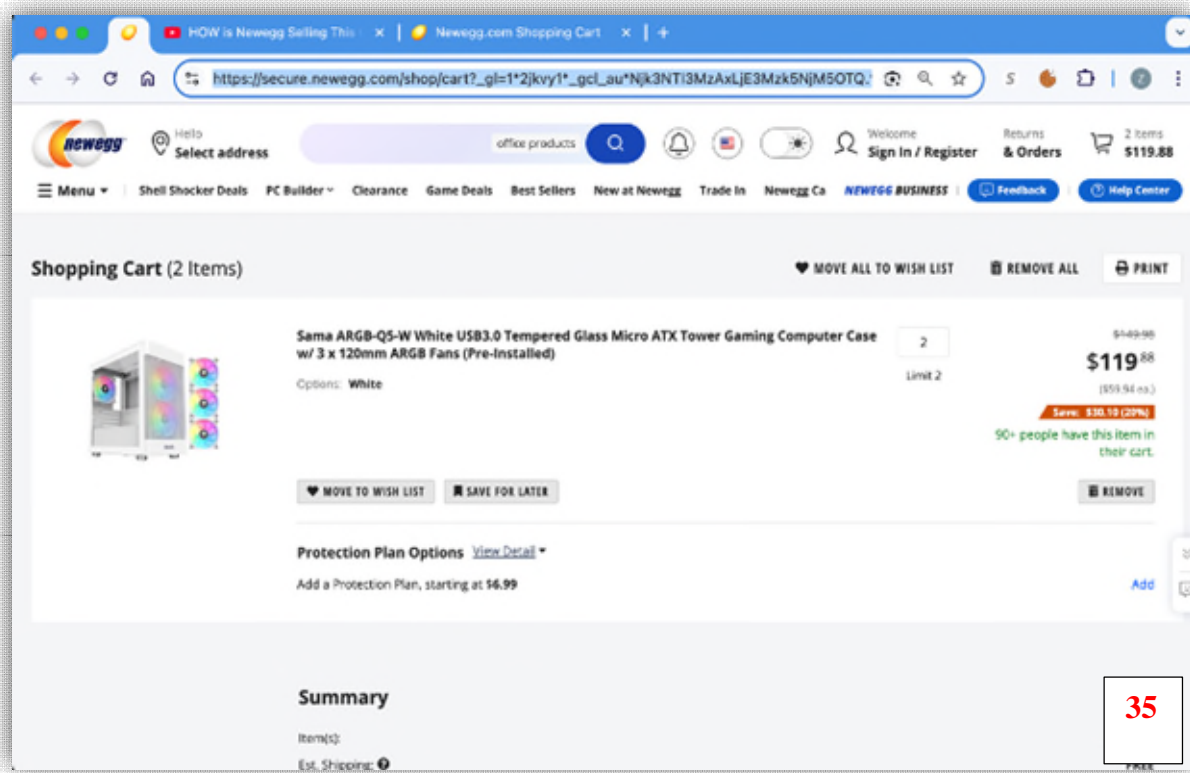 HOW is Newegg Selling This
Newegg.com Shopping Cart
https://secure.newegg.com/shop/cart?_gl=1*2jkvy1*_gcl_au*Njk3NTI3MzAxLjE3Mzk5NjM5OTQ.
newegg
Hello
Select address
office products
Welcome
Sign In / Register
Returns
& Orders
2 Items
$119.88
Menu
Shell Shocker Deals
PC Builder
Clearance
Game Deals
Best Sellers
New at Newegg
Trade In
Newegg Ca
NEWEGG BUSINESS
Feedback
Help Center
Shopping Cart (2 Items)
MOVE ALL TO WISH LIST
REMOVE ALL
PRINT
Sama ARGB-Q5-W White USB3.0 Tempered Glass Micro ATX Tower Gaming Computer Case
w/ 3 x 120mm ARGB Fans (Pre-Installed)
Options: White
2
Limit 2
$149.98
$119.88
($59.94 ea.)
Save: $30.10 (20%)
90+ people have this item in
their cart.
MOVE TO WISH LIST
SAVE FOR LATER
REMOVE
Protection Plan Options View Detail
Add a Protection Plan, starting at $6.99
Add
Summary
Item(s):
Est. Shipping:
FREE
35